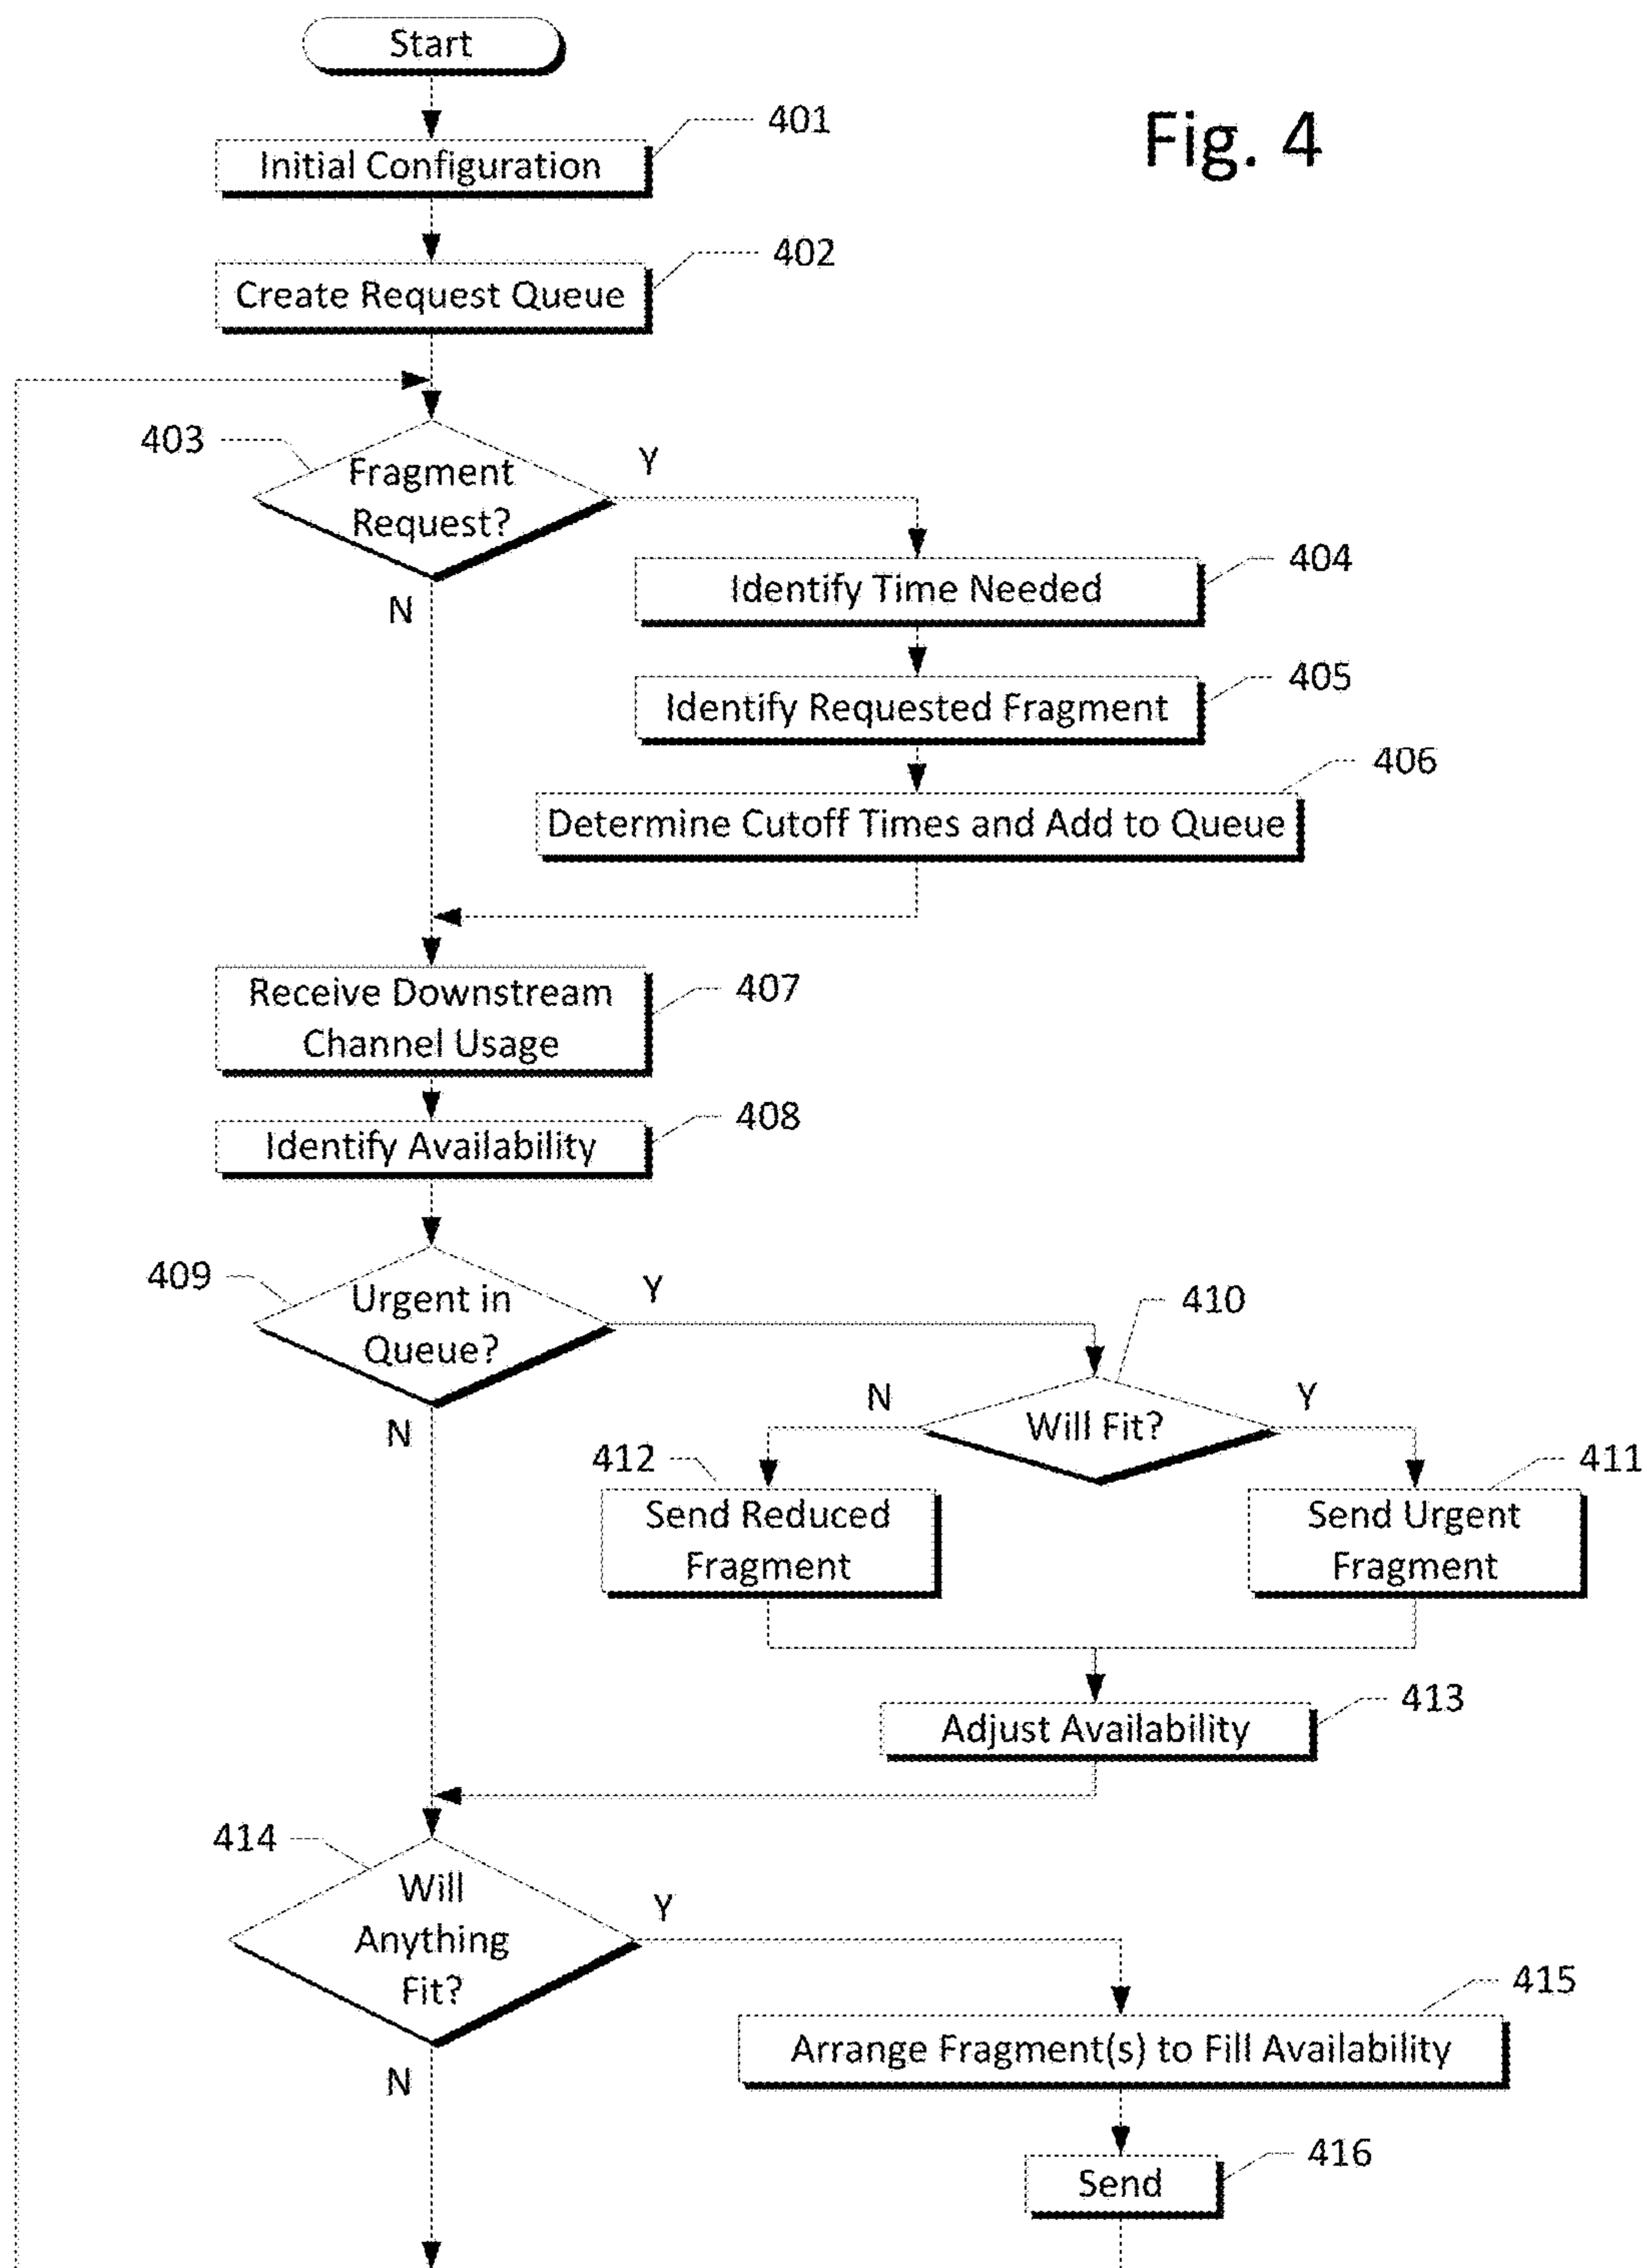 Start
Fig. 4
401
Initial Configuration
402
Create Request Queue
403
Fragment
Request?
Y
N
404
Identify Time Needed
405
Identify Requested Fragment
406
Determine Cutoff Times and Add to Queue
407
Receive Downstream
Channel Usage
408
Identify Availability
409
Urgent in
Queue?
Y
N
410
Will Fit?
N
Y
412
Send Reduced
Fragment
411
Send Urgent
Fragment
413
Adjust Availability
414
Will
Anything
Fit?
Y
N
415
Arrange Fragment(s) to Fill Availability
416
Send